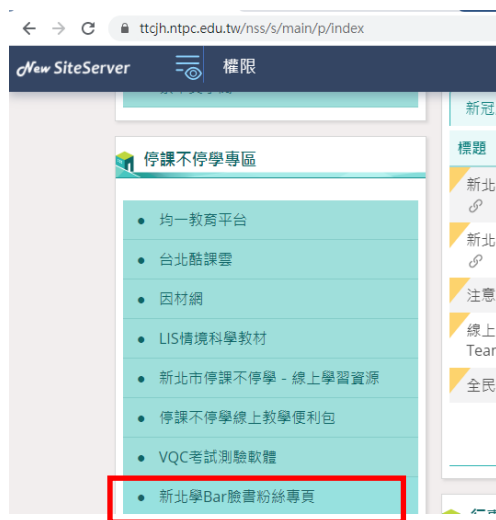 ttcjh.ntpc.edu.tw/nss/s/main/p/index
New SiteServer
權限
停課不停學專區
均一教育平台
台北酷課雲
因材網
LIS情境科學教材
新北市停課不停學 - 線上學習資源
停課不停學線上教學便利包
VQC考試測驗軟體
新北學Bar臉書粉絲專頁
新冠
標題
新北
新北
注意
線上
Tear
全民